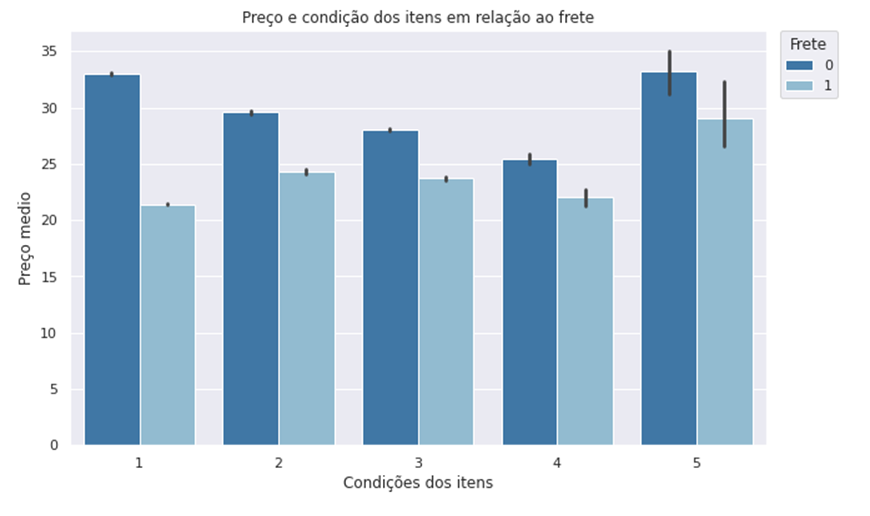 Preço e condição dos itens em relação ao frete
Frete
0
1
35
30
25
20
15
10
5
0
Preço medio
1 2 3 4 5
Condições dos itens